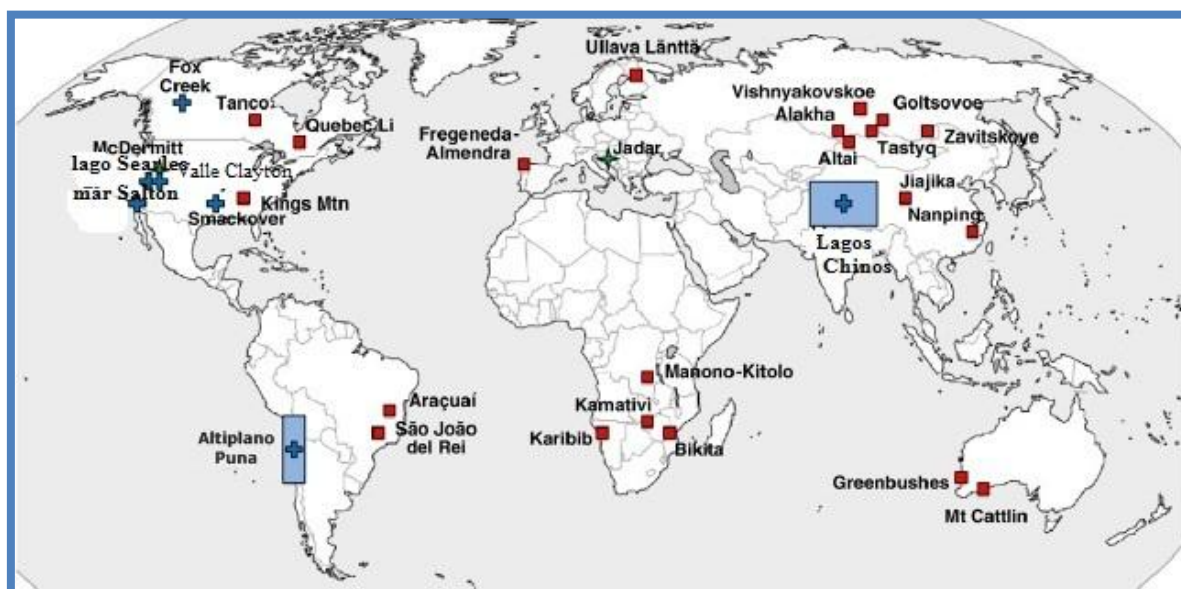 Ullava Länttä
Fox
Creek
Tanco
Quebec Li
McDermitt
lago Searles
Valle Clayton
mar Salton
Smackover
Kings Mtn
Fregeneda-
Almendra
Jadar
Vishnyakovskoe
Goltsovoe
Alakha
Zavitskoye
Tastyq
Altai
Jiajika
Nanping
Lagos
Chinos
Manono-Kitolo
Kamativi
Karibib
Bikita
Araçuaí
São João
del Rei
Altiplano
Puna
Greenbushes
Mt Cattlin